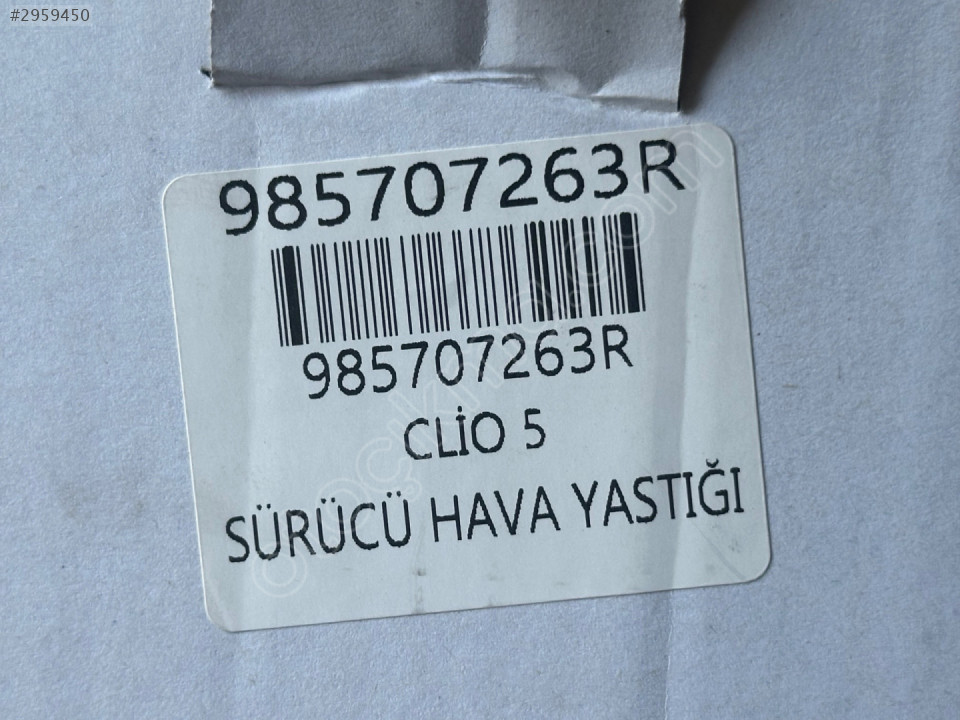 #2959450
985707263R
985707263R
CLİO 5
SÜRÜCÜ HAVA YASTIĞI